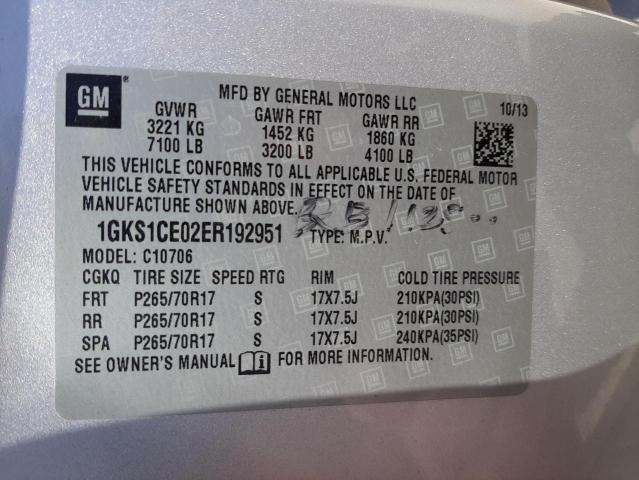 GM
MFD BY GENERAL MOTORS LLC
10/13
GVWR GAWR FRT GAWR RR
3221 KG 1452 KG 1860 KG
7100 LB 3200 LB 4100 LB
THIS VEHICLE CONFORMS TO ALL APPLICABLE U.S. FEDERAL MOTOR
VEHICLE SAFETY STANDARDS IN EFFECT ON THE DATE OF
MANUFACTURE SHOWN ABOVE.
1GKS1CE02ER192951 TYPE: M.P.V.
MODEL: C10706
CGKQ TIRE SIZE SPEED RTG RIM COLD TIRE PRESSURE
FRT P265/70R17 S 17X7.5J 210KPA(30PSI)
RR P265/70R17 S 17X7.5J 210KPA(30PSI)
SPA P265/70R17 S 17X7.5J 240KPA(35PSI)
SEE OWNER'S MANUAL FOR MORE INFORMATION.